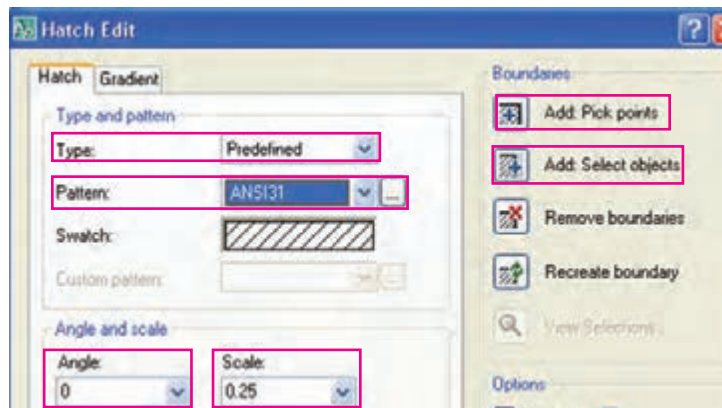 Hatch Edit
Hatch
Gradient
Type and pattern
Type:
Predefined
Pattern:
ANSI31
...
Swatch:
Custom pattern:
Angle and scale
Angle:
0
Scale:
0.25
Boundaries
Add: Pick points
Add: Select objects
Remove boundaries
Recreate boundary
View Selections
Options